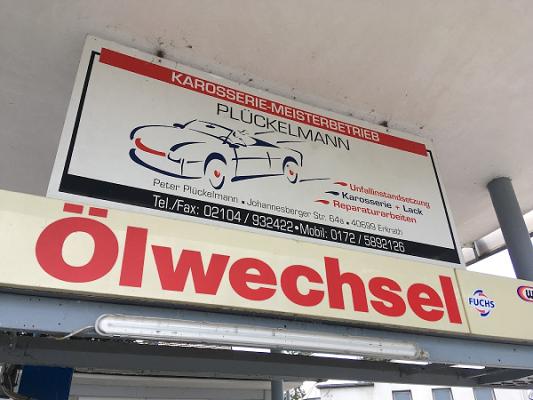 KAROSSERIE-MEISTERBETRIEB
PLÜCKELMANN
Unfallinstandsetzung
Karosserie + Lack
Reparaturarbeiten
Peter Plückelmann • Johannesberger Str. 64a • 40699 Erkrath
Tel./Fax: 02104 / 932422 • Mobil: 0172 / 5892126
Ölwechsel
FUCHS